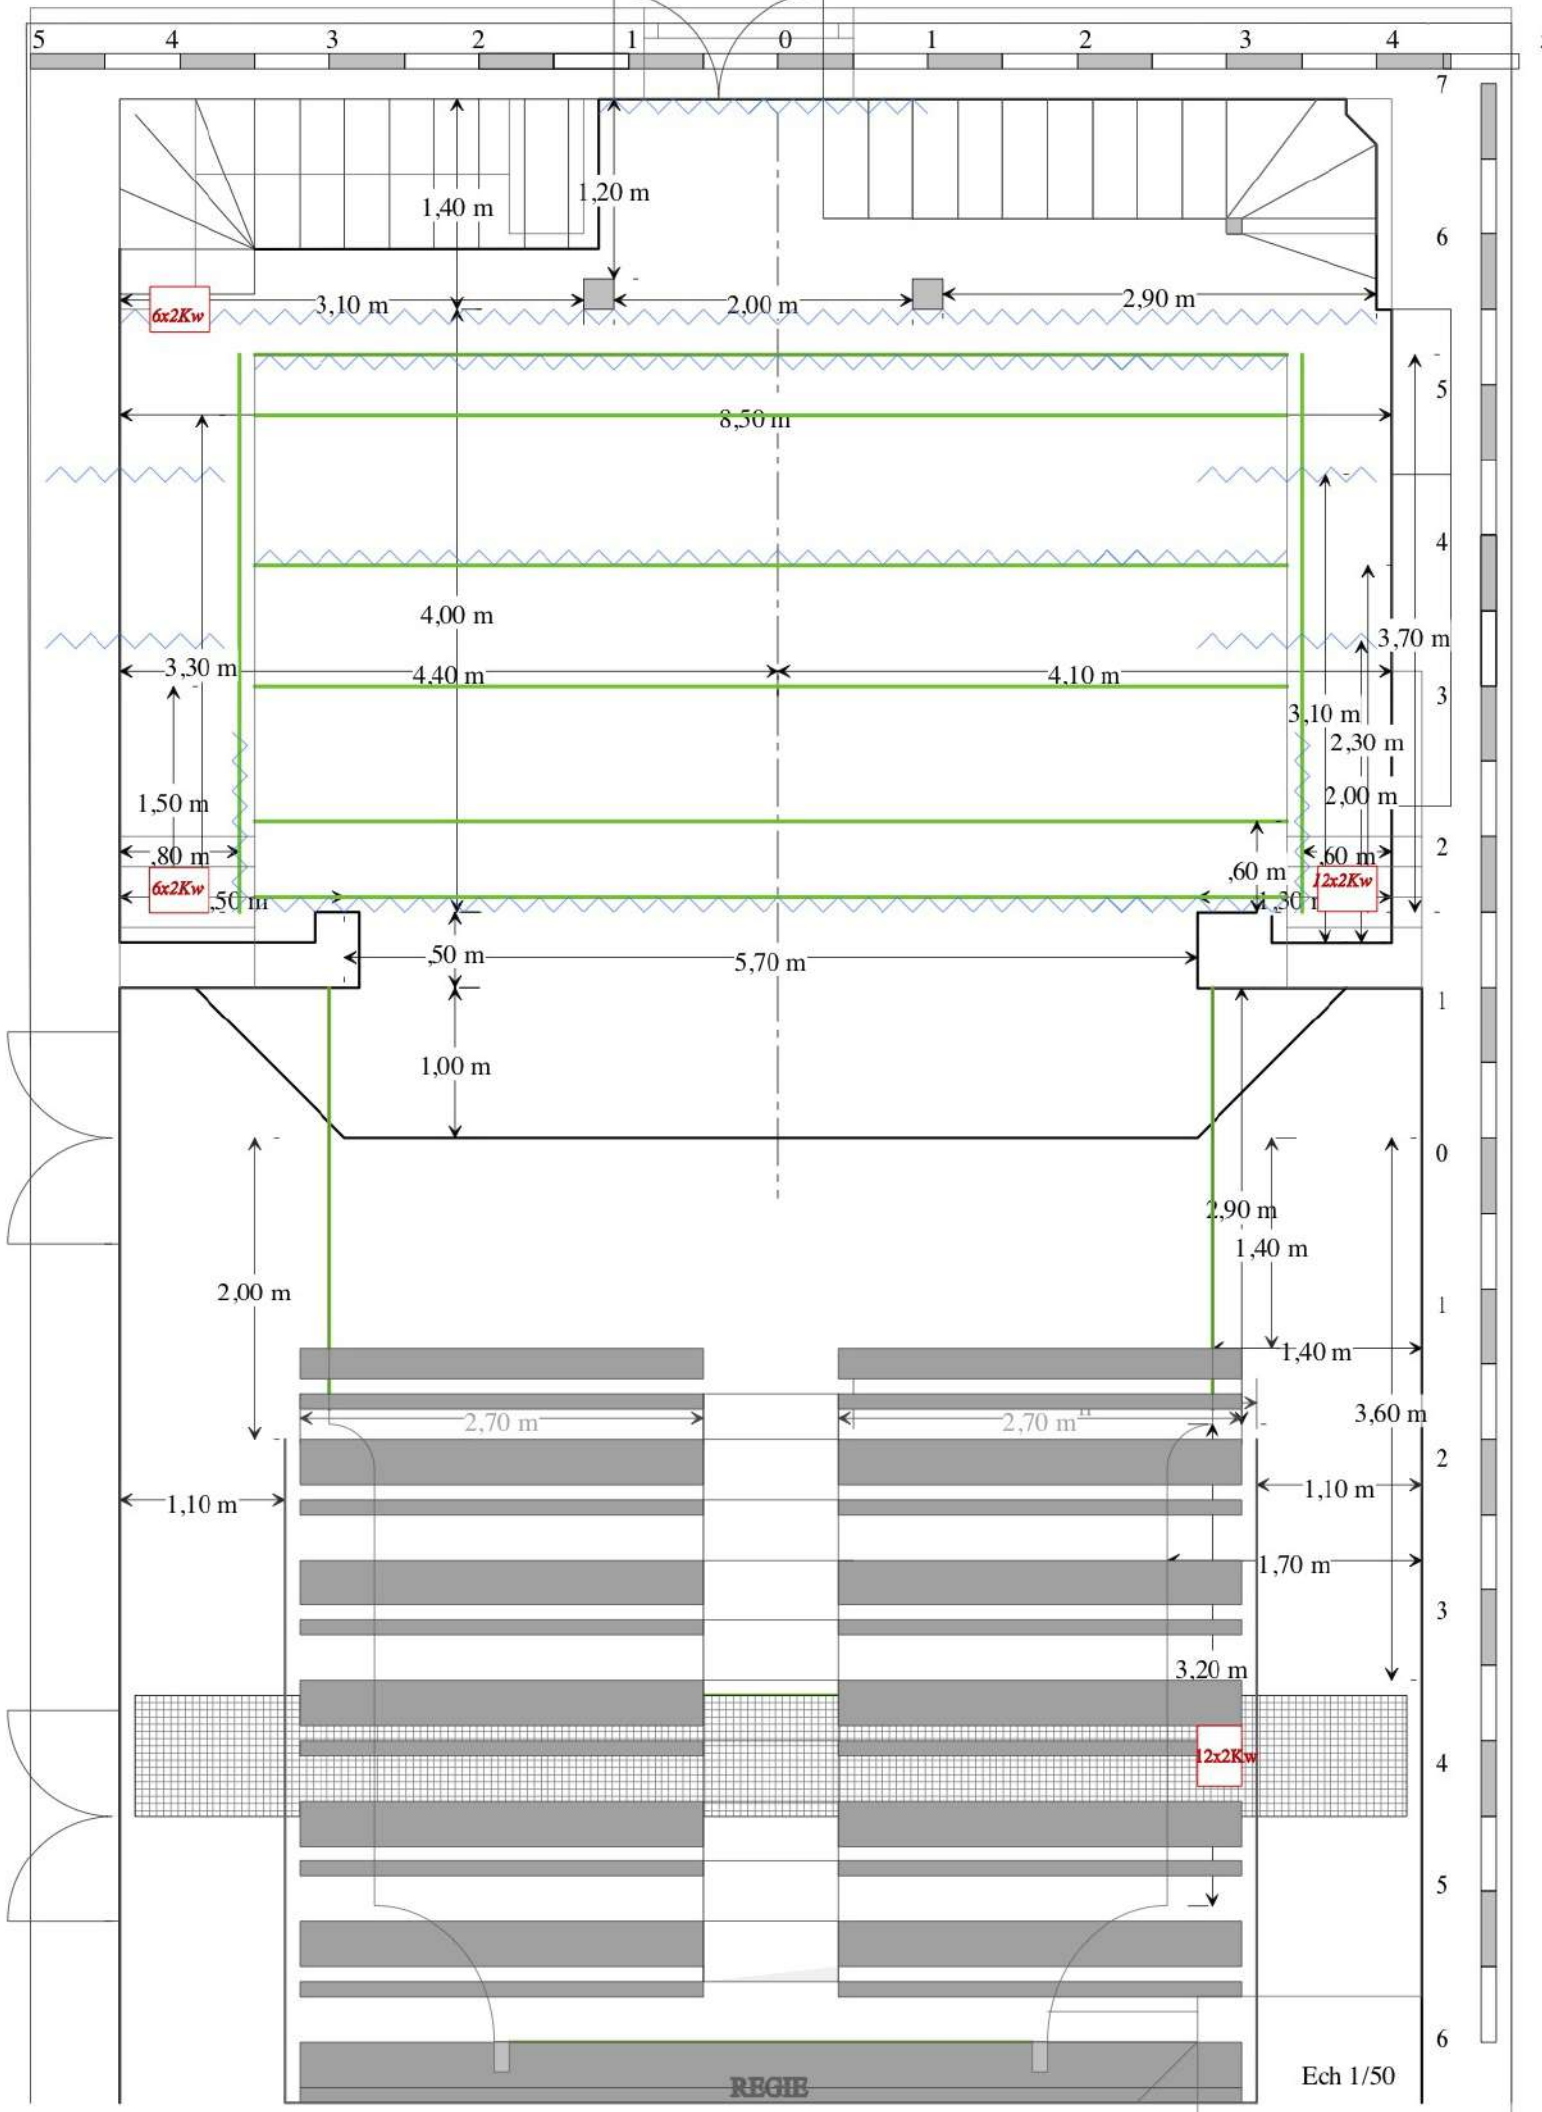 5 4 3 2 1 0 1 2 3 4
7
1,20 m
1,40 m
6
3,10 m 2,00 m 2,90 m
6x2Kw
5
8,50 m
4
4,00 m
3,70 m
3,30 m 4,40 m 4,10 m
3
3,10 m
2,30 m
2,00 m
1,50 m
,80 m ,60 m 2
,60 m
6x2Kw 12x2Kw
,50 m 1,30
,50 m 5,70 m
1
1,00 m
0
2,90 m
1,40 m
2,00 m
1
1,40 m
3,60 m
2,70 m 2,70 m
2
1,10 m 1,10 m
1,70 m
3
3,20 m
12x2Kw
4
5
6
Ech 1/50
REGIE